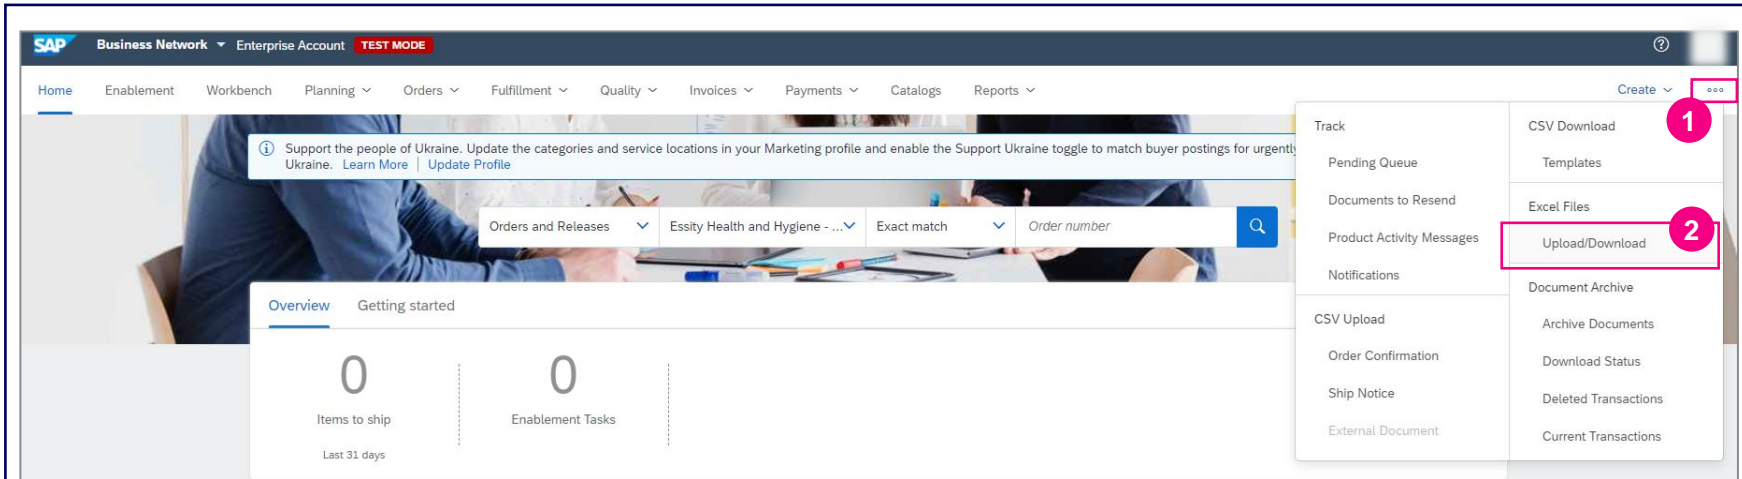 SAP Business Network Enterprise Account TEST MODE
Home Enablement Workbench Planning Orders Fulfillment Quality Invoices Payments Catalogs Reports Create
1
Support the people of Ukraine. Update the categories and service locations in your Marketing profile and enable the Support Ukraine toggle to match buyer postings for urgently
Ukraine. Learn More | Update Profile
Orders and Releases Essity Health and Hygiene - ... Exact match Order number
Overview Getting started
0
Items to ship
Last 31 days
0
Enablement Tasks
Track
Pending Queue
Documents to Resend
Product Activity Messages
Notifications
CSV Upload
Order Confirmation
Ship Notice
External Document
CSV Download
Templates
Excel Files
2
Upload/Download
Document Archive
Archive Documents
Download Status
Deleted Transactions
Current Transactions